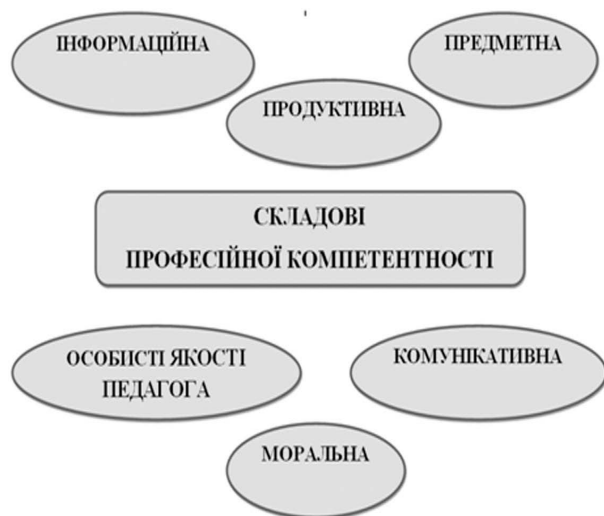 ІНФОРМАЦІЙНА
ПРЕДМЕТНА
ПРОДУКТИВНА
СКЛАДОВІ
ПРОФЕСІЙНОЇ КОМПЕТЕНТНОСТІ
ОСОБИСТІ ЯКОСТІ
ПЕДАГОГА
КОМУНІКАТИВНА
МОРАЛЬНА